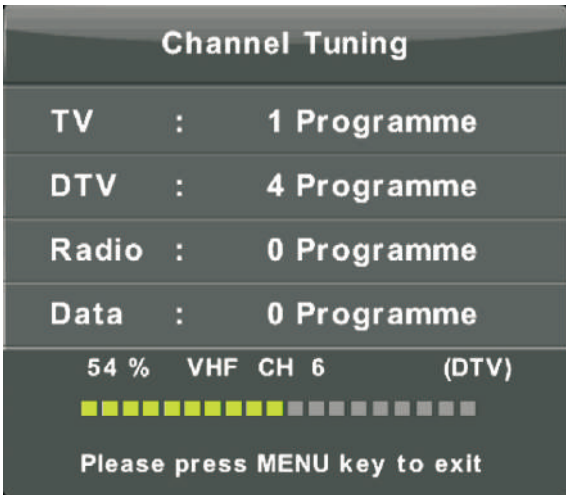 Channel Tuning
TV : 1 Programme
DTV : 4 Programme
Radio : 0 Programme
Data : 0 Programme
54 % VHF CH 6 (DTV)
Please press MENU key to exit